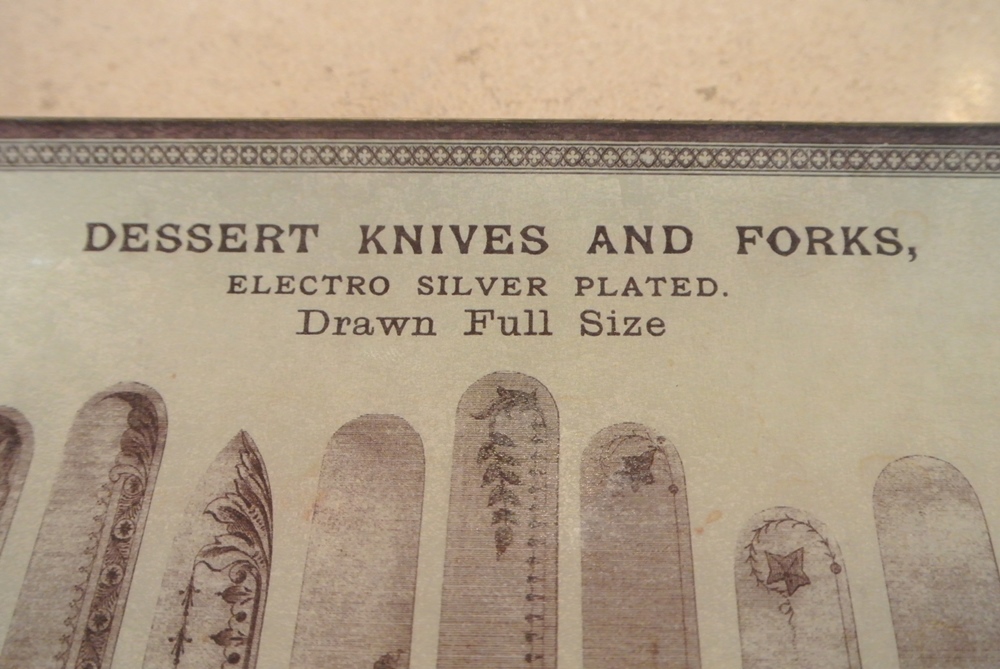 DESSERT KNIVES AND FORKS,
ELECTRO SILVER PLATED.
Drawn Full Size